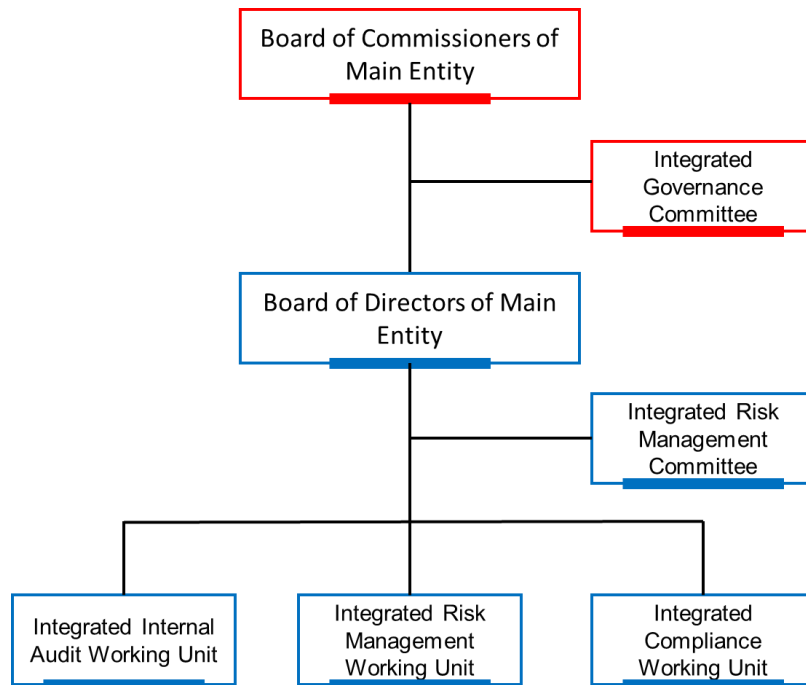 Board of Commissioners of
Main Entity
Integrated
Governance
Committee
Board of Directors of Main
Entity
Integrated Risk
Management
Committee
Integrated Internal
Audit Working Unit
Integrated Risk
Management
Working Unit
Integrated
Compliance
Working Unit